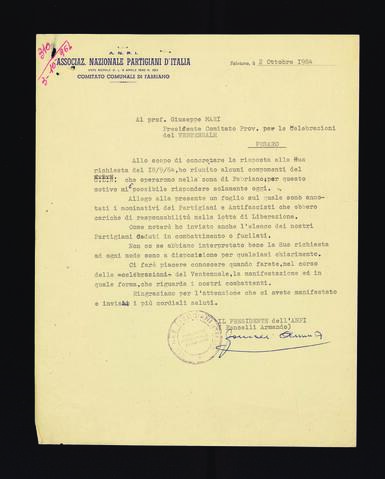 A. N. P. I.
ASSOCIAZ. NAZIONALE PARTIGIANI D'ITALIA
COMITATO COMUNALE DI FABRIANO
Fabriano, li 2 Ottobre 1964
Al prof. Giuseppe MARI
Presidente Comitato Prov. per le Celebrazioni
del VENTENNALE
PESARO
Allo scopo di concretare la risposta alla Sua
richiesta del 18/9/64, ho riunito alcuni componenti del
che operarono nella zona di Fabriano; per questo
motivo mi è possibile rispondere solamente oggi.
Allego alla presente un foglio sul quale sono anno-
tati i nominativi dei Partigiani e Antifascisti che ebbero
cariche di responsabilità nella lotta di Liberazione.
Come noterà ho inviato anche l'elenco dei nostri
Partigiani Caduti in combattimento o fucilati.
Non so se abbiamo interpretato bene la Sua richiesta
ad ogni modo sono a disposizione per qualsiasi chiarimento.
Ci farà piacere conoscere quando farete, nel corso
delle celebrazioni del Ventennale, la manifestazione ed in
quale forma, che riguarda i nostri combattenti.
Ringraziamo per l'attenzione che ci avete manifestato
e inviamo i più cordiali saluti.
IL PRESIDENTE dell'ANPI
Armando)